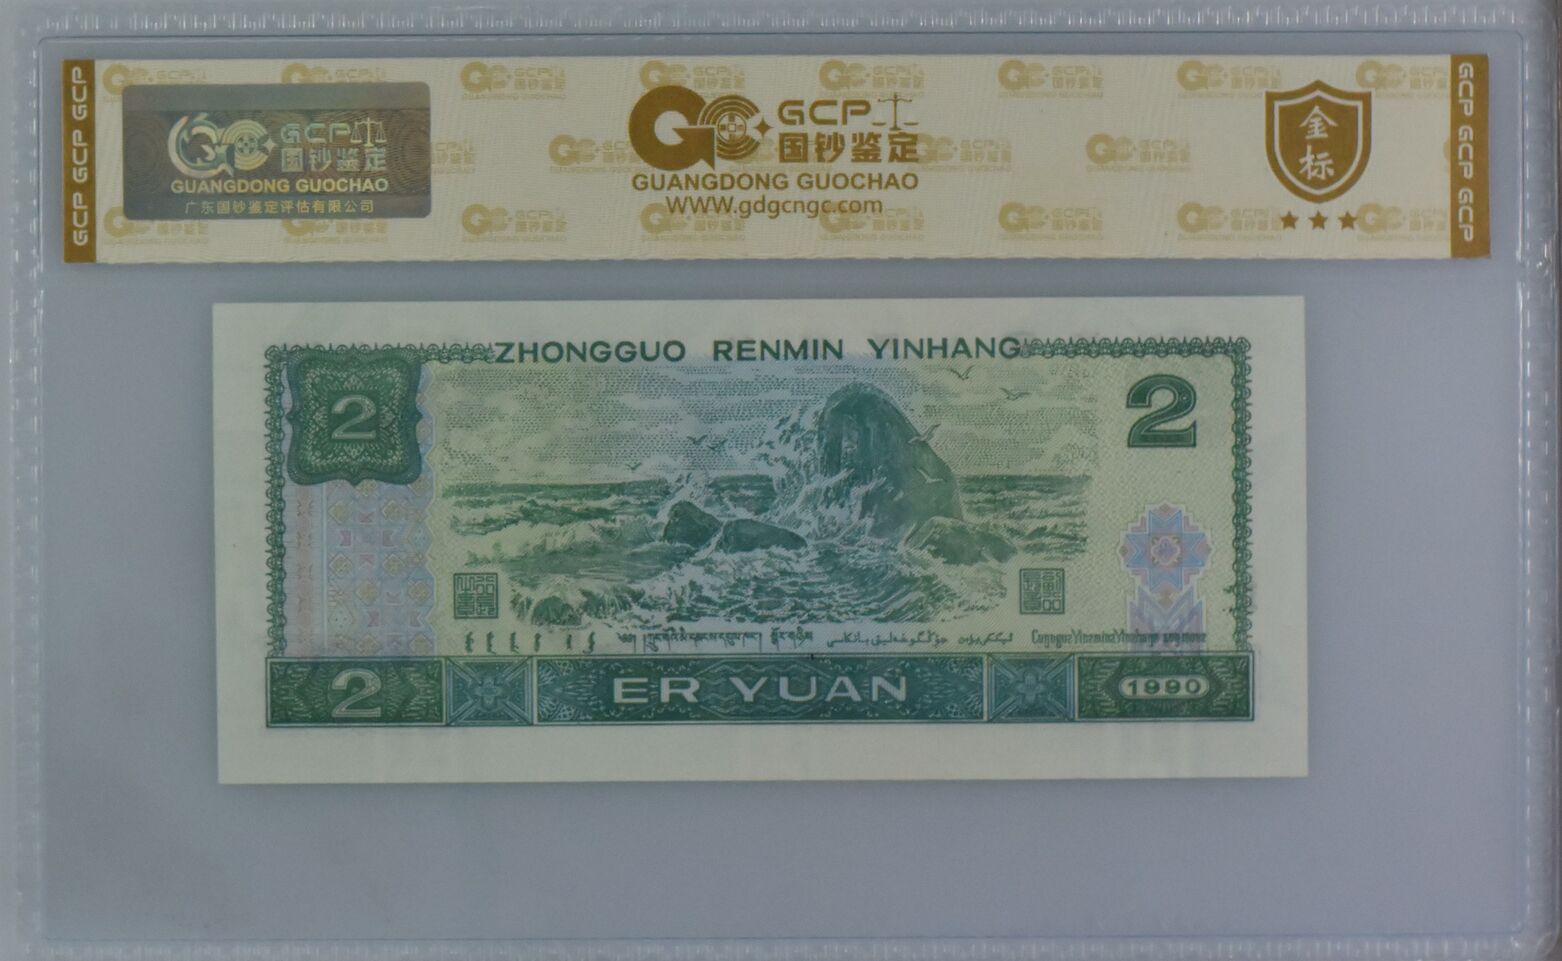 GCP GCP GCP
GCP
国钞鉴定
GUANGDONG GUOCHAO
广东国钞鉴定评估有限公司
GCP
国钞鉴定
GUANGDONG GUOCHAO
WWW.gdgcngc.com
金标
GCP GCP GCP
ZHONGGUO RENMIN YINHANG
2
2
2
ER YUAN
1990